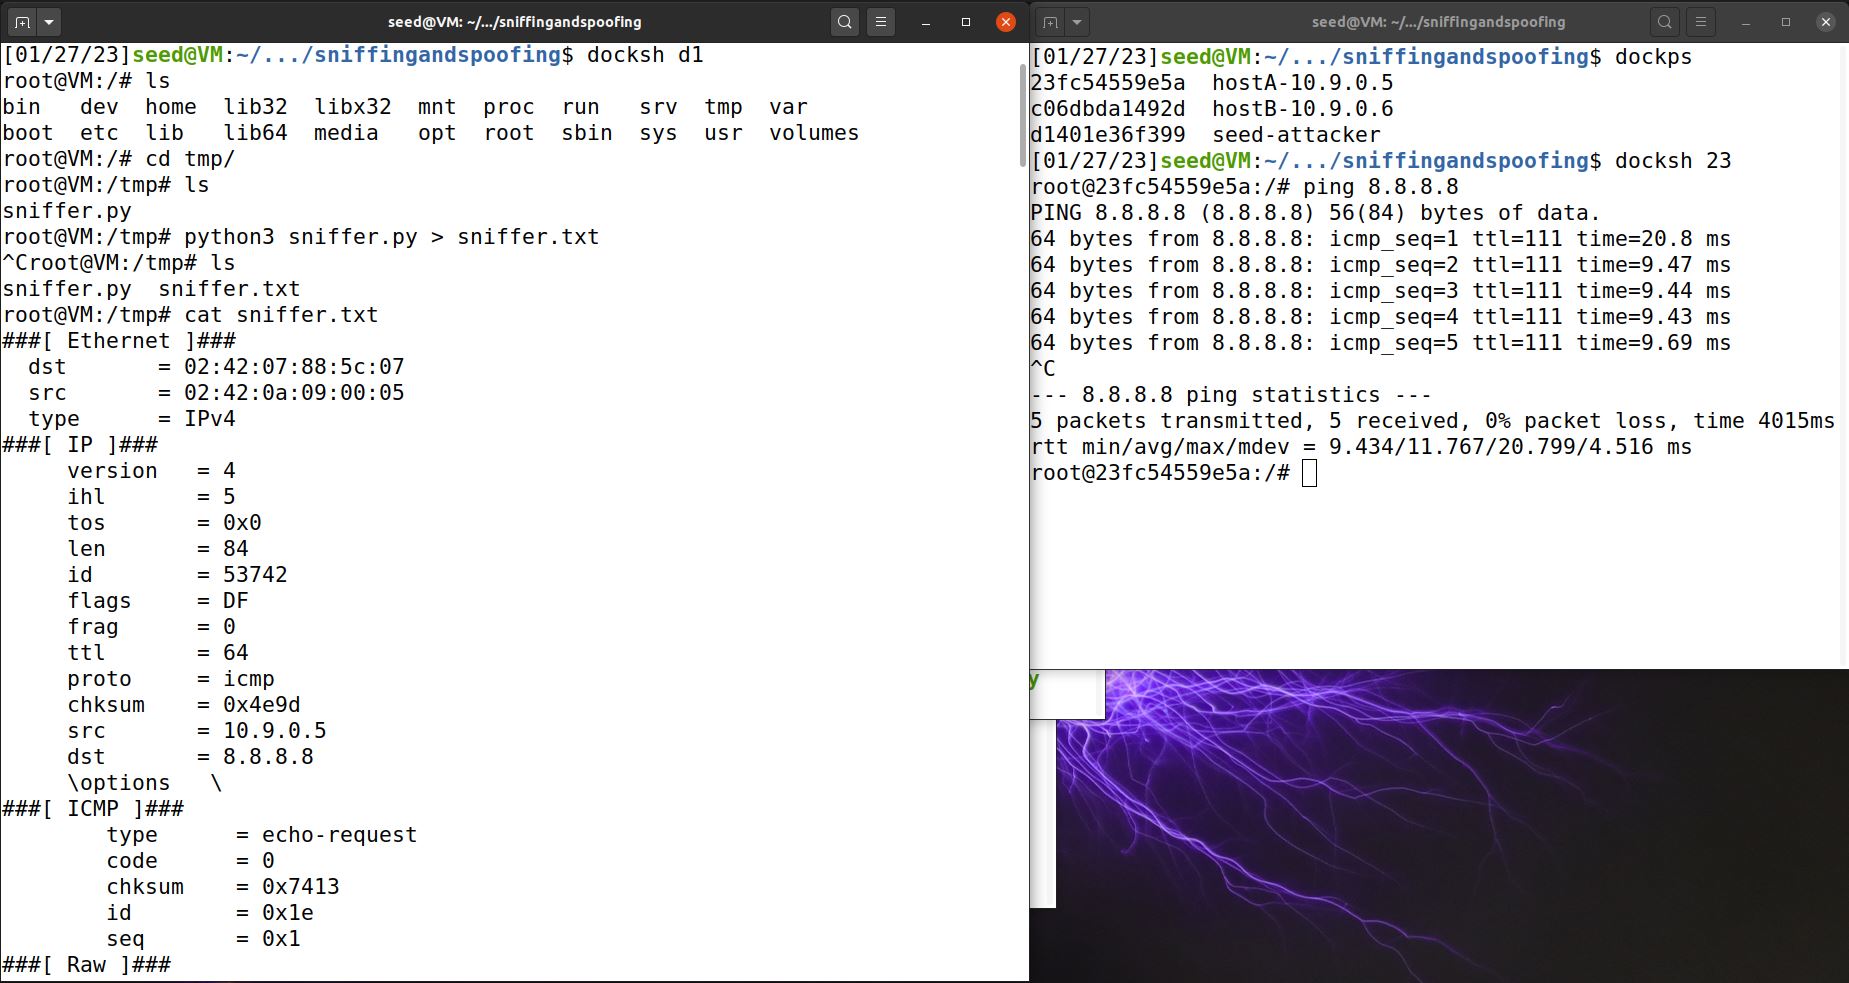 seed@VM: ~/.../sniffingandspoofing
[01/27/23]seed@VM:~/.../sniffingandspoofing$ docksh d1
root@VM:/# ls
bin   dev  home  lib32  libx32  mnt  proc  run   srv  tmp  var
boot  etc  lib   lib64  media   opt  root  sbin  sys  usr  volumes
root@VM:/# cd tmp/
root@VM:/tmp# ls
sniffer.py
root@VM:/tmp# python3 sniffer.py > sniffer.txt
^Croot@VM:/tmp# ls
sniffer.py  sniffer.txt
root@VM:/tmp# cat sniffer.txt
###[ Ethernet ]###
  dst       = 02:42:07:88:5c:07
  src       = 02:42:0a:09:00:05
  type      = IPv4
###[ IP ]###
     version   = 4
     ihl       = 5
     tos       = 0x0
     len       = 84
     id        = 53742
     flags     = DF
     frag      = 0
     ttl       = 64
     proto     = icmp
     chksum    = 0x4e9d
     src       = 10.9.0.5
     dst       = 8.8.8.8
     \options   \
###[ ICMP ]###
        type      = echo-request
        code      = 0
        chksum    = 0x7413
        id        = 0x1e
        seq       = 0x1
###[ Raw ]###
seed@VM: ~/.../sniffingandspoofing
[01/27/23]seed@VM:~/.../sniffingandspoofing$ dockps
23fc54559e5a  hostA-10.9.0.5
c06dbda1492d  hostB-10.9.0.6
d1401e36f399  seed-attacker
[01/27/23]seed@VM:~/.../sniffingandspoofing$ docksh 23
root@23fc54559e5a:/# ping 8.8.8.8
PING 8.8.8.8 (8.8.8.8) 56(84) bytes of data.
64 bytes from 8.8.8.8: icmp_seq=1 ttl=111 time=20.8 ms
64 bytes from 8.8.8.8: icmp_seq=2 ttl=111 time=9.47 ms
64 bytes from 8.8.8.8: icmp_seq=3 ttl=111 time=9.44 ms
64 bytes from 8.8.8.8: icmp_seq=4 ttl=111 time=9.43 ms
64 bytes from 8.8.8.8: icmp_seq=5 ttl=111 time=9.69 ms
^C
--- 8.8.8.8 ping statistics ---
5 packets transmitted, 5 received, 0% packet loss, time 4015ms
rtt min/avg/max/mdev = 9.434/11.767/20.799/4.516 ms
root@23fc54559e5a:/#
y